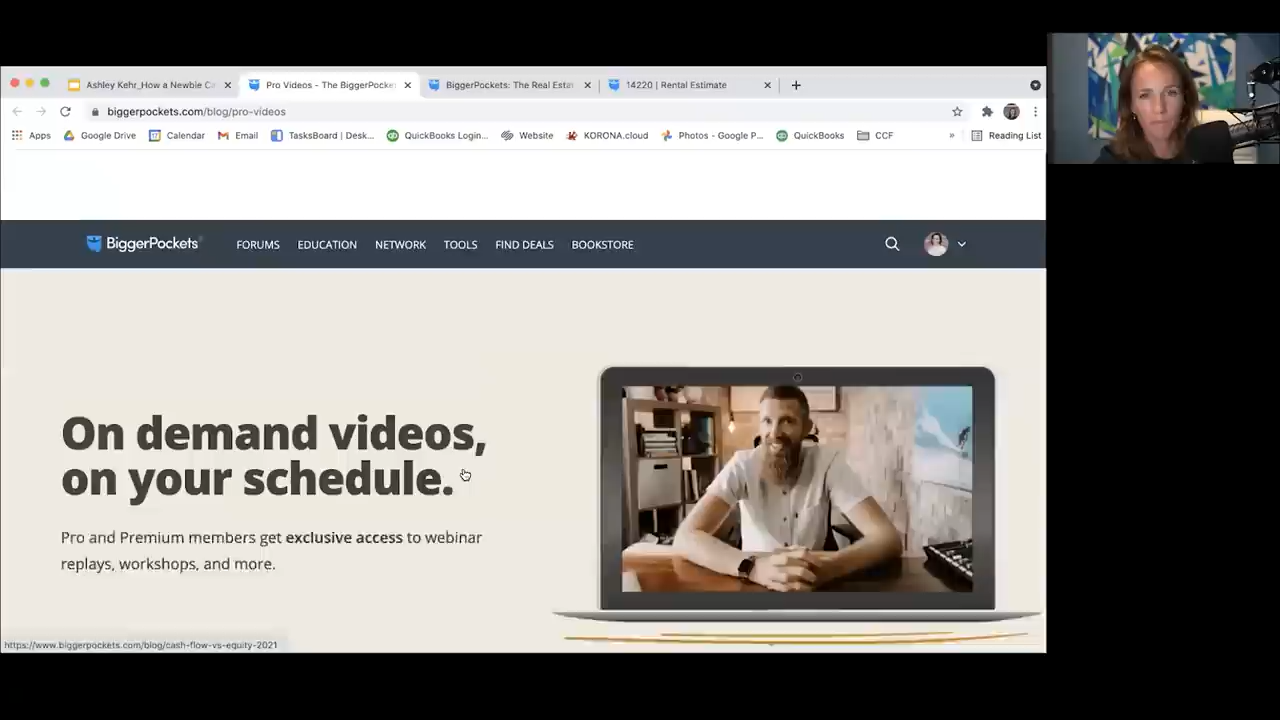 Ashley Kehr_How a Newbie Ca
Pro Videos - The BiggerPocket
BiggerPockets: The Real Esta
14220 | Rental Estimate
biggerpockets.com/blog/pro-videos
Apps
Google Drive
Calendar
Email
TasksBoard | Desk...
QuickBooks Login...
Website
KORONA.cloud
Photos - Google P...
QuickBooks
CCF
»
Reading List
BiggerPockets
FORUMS
EDUCATION
NETWORK
TOOLS
FIND DEALS
BOOKSTORE
On demand videos,
on your schedule.
Pro and Premium members get exclusive access to webinar
replays, workshops, and more.
https://www.biggerpockets.com/blog/cash-flow-vs-equity-2021